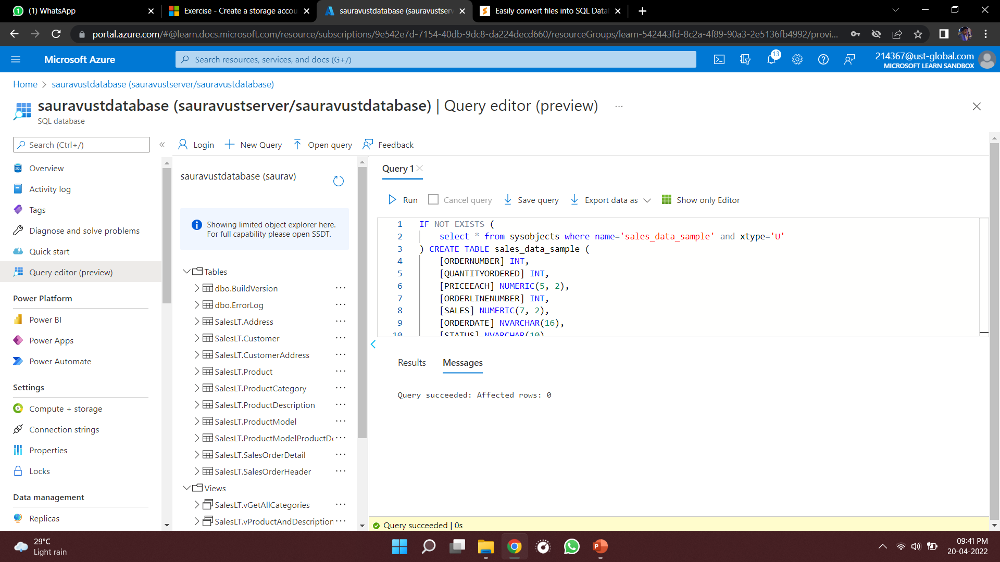 (1) WhatsApp
Exercise - Create a storage accou
sauravustdatabase (sauravustserv
Easily convert files into SQL Data
portal.azure.com/#@learn.docs.microsoft.com/resource/subscriptions/9e542e7d-7154-40db-9dc8-da224decd660/resourceGroups/learn-542443fd-8c2a-4f89-90a3-2e5136fb4992/provi...
Microsoft Azure
Search resources, services, and docs (G+/)
13
214367@ust-global.com
MICROSOFT LEARN SANDBOX
Home > sauravustdatabase (sauravustserver/sauravustdatabase)
sauravustdatabase (sauravustserver/sauravustdatabase) | Query editor (preview) ...
SQL database
Search (Ctrl+/)
Overview
Activity log
Tags
Diagnose and solve problems
Quick start
Query editor (preview)
Power Platform
Power BI
Power Apps
Power Automate
Settings
Compute + storage
Connection strings
Properties
Locks
Data management
Replicas
Login
New Query
Open query
Feedback
sauravustdatabase (saurav)
Showing limited object explorer here.
For full capability please open SSDT.
Tables
dbo.BuildVersion
dbo.ErrorLog
SalesLT.Address
SalesLT.Customer
SalesLT.CustomerAddress
SalesLT.Product
SalesLT.ProductCategory
SalesLT.ProductDescription
SalesLT.ProductModel
SalesLT.ProductModelProductDe
SalesLT.SalesOrderDetail
SalesLT.SalesOrderHeader
Views
SalesLT.vGetAllCategories
SalesLT.vProductAndDescription
Query 1
Run
Cancel query
Save query
Export data as
Show only Editor
1 IF NOT EXISTS (
2 select * from sysobjects where name='sales_data_sample' and xtype='U'
3 ) CREATE TABLE sales_data_sample (
4 [ORDERNUMBER] INT,
5 [QUANTITYORDERED] INT,
6 [PRICEEACH] NUMERIC(5, 2),
7 [ORDERLINENUMBER] INT,
8 [SALES] NUMERIC(7, 2),
9 [ORDERDATE] NVARCHAR(16),
10 [STATUS] NVARCHAR(10)
Results
Messages
Query succeeded: Affected rows: 0
Query succeeded | 0s
29°C
Light rain
09:41 PM
20-04-2022